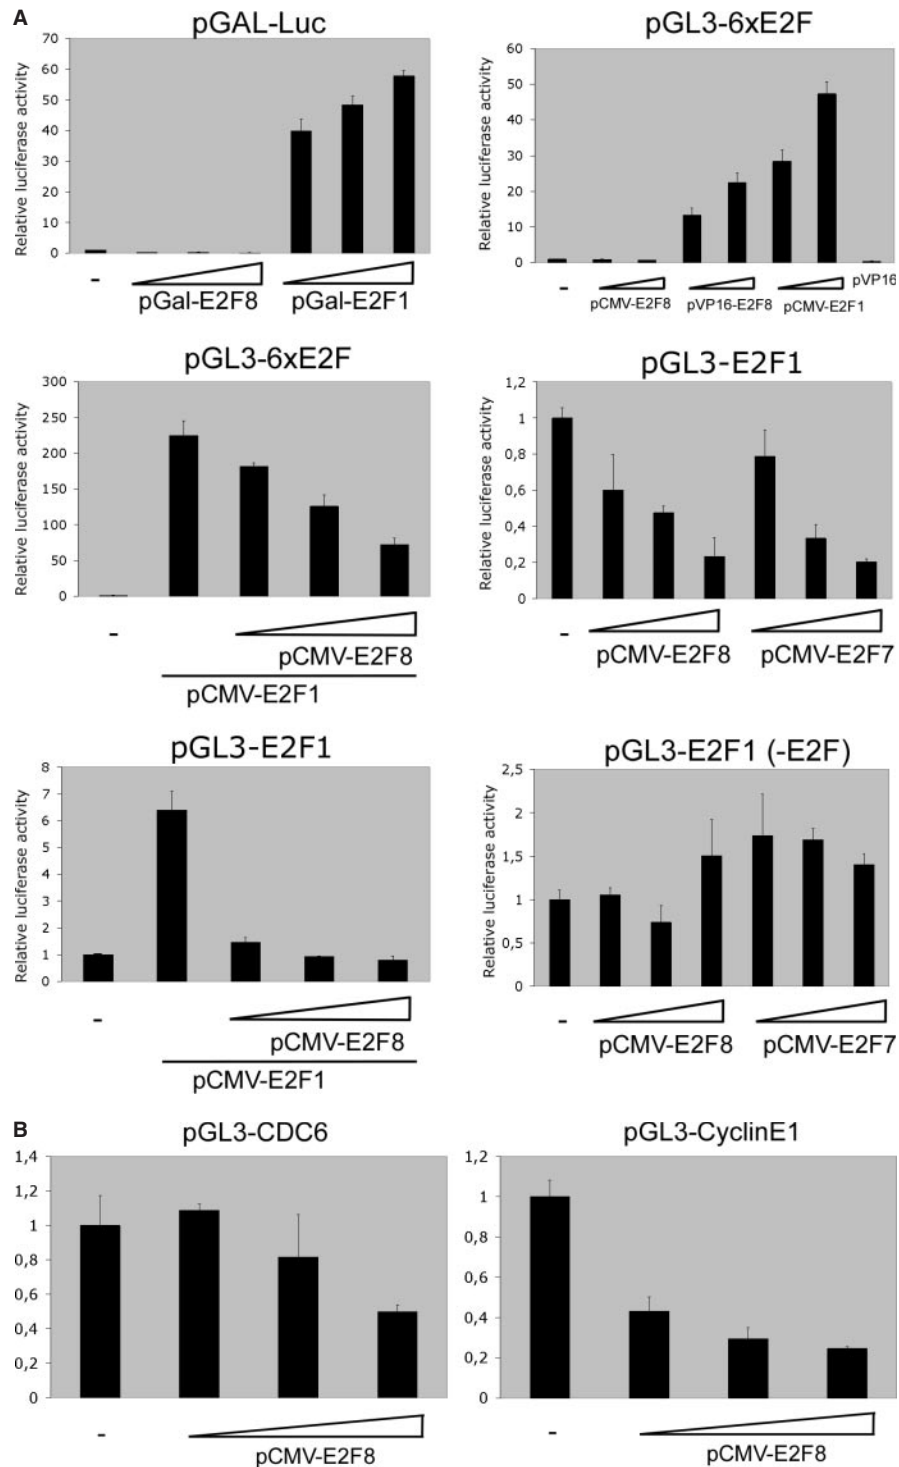 A
pGAL-Luc
Relative luciferase activity
70
60
50
40
30
20
10
0
-
pGal-E2F8
pGal-E2F1
pGL3-6xE2F
Relative luciferase activity
60
50
40
30
20
10
0
-
pCMV-E2F8
pVP16-E2F8
pCMV-E2F1
pVP16
pGL3-6xE2F
Relative luciferase activity
300
250
200
150
100
50
0
-
pCMV-E2F8
pCMV-E2F1
pGL3-E2F1
Relative luciferase activity
1,2
1
0,6
0,6
0,4
0,2
0
-
pCMV-E2F8
pCMV-E2F7
pGL3-E2F1
Relative luciferase activity
8
7
6
5
4
3
2
1
0
-
pCMV-E2F8
pCMV-E2F1
pGL3-E2F1 (-E2F)
Relative luciferase activity
2,5
2
1,5
1
0,5
0
-
pCMV-E2F8
pCMV-E2F7
B
pGL3-CDC6
1,4
1,2
1
0,8
0,6
0,4
0,2
0
-
pCMV-E2F8
pGL3-CyclinE1
1,2
1
0,8
0,6
0,4
0,2
0
-
pCMV-E2F8